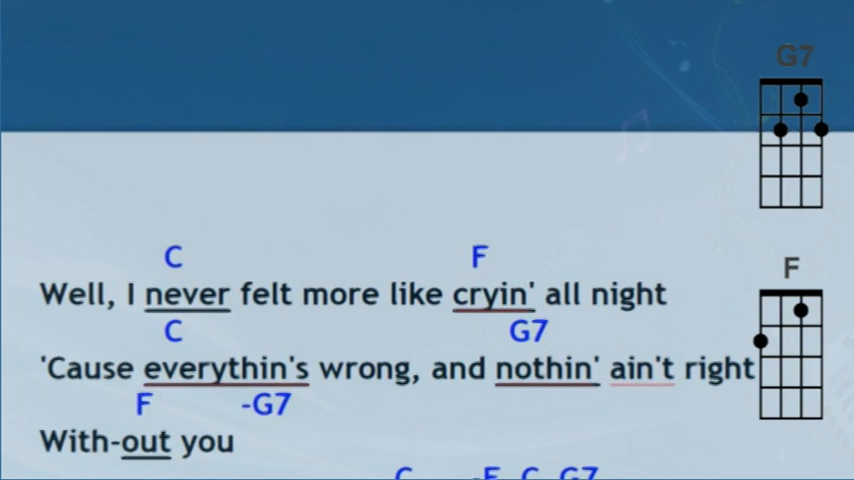 G7
F
C F
Well, I never felt more like cryin' all night
C G7
'Cause everythin's wrong, and nothin' ain't right
F -G7
With-out you
C -F C G7